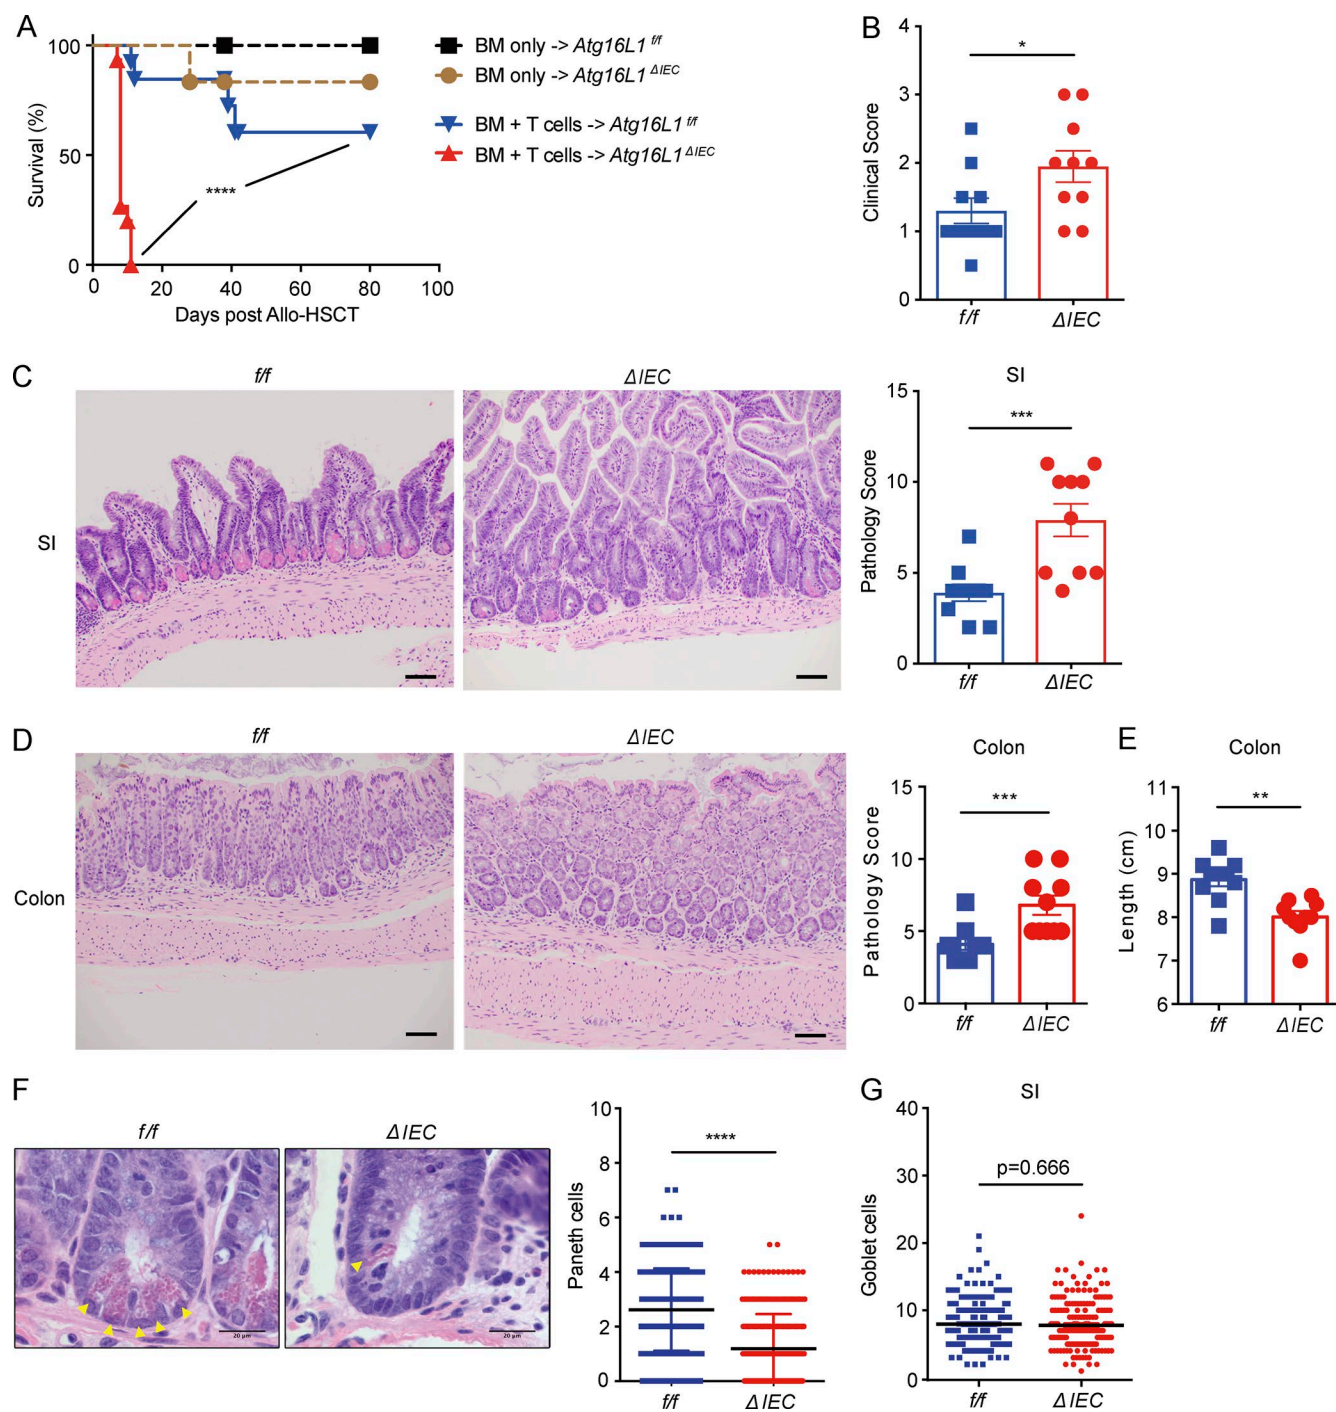 A
100
50
0
Survival (%)
0 20 40 60 80 100
Days post Allo-HSCT
****
BM only -> Atg16L1 f/f
BM only -> Atg16L1 ΔIEC
BM + T cells -> Atg16L1 f/f
BM + T cells -> Atg16L1 ΔIEC
B
4
3
2
1
0
Clinical Score
*
f/f ΔIEC
C
f/f ΔIEC
SI
SI
15
10
5
0
Pathology Score
***
f/f ΔIEC
D
f/f ΔIEC
Colon
Colon
15
10
5
0
Pathology Score
***
f/f ΔIEC
E
Colon
11
10
9
8
7
6
Length (cm)
**
f/f ΔIEC
F
f/f ΔIEC
20 µm 20 µm
10
8
6
4
2
0
Paneth cells
****
f/f ΔIEC
G
SI
40
30
20
10
0
Goblet cells
p=0.666
f/f ΔIEC